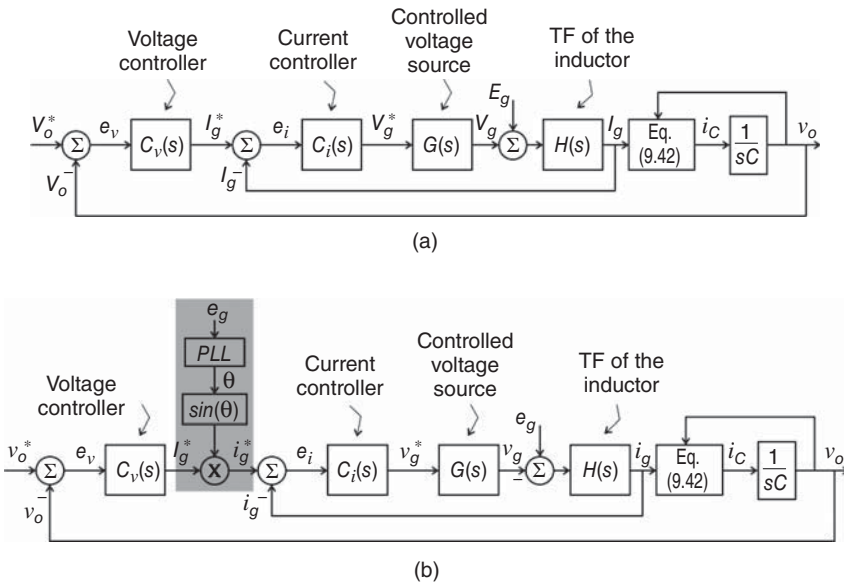 Voltage controller
Current controller
Controlled voltage source
TF of the inductor
V_o^* Σ e_v C_v(s) I_g^* Σ e_i C_i(s) V_g^* G(s) V_g Σ E_g H(s) I_g Eq. (9.42) i_C 1/sC v_o
V_o^- I_g^-
(a)
e_g
PLL
θ
sin(θ)
Voltage controller
Current controller
Controlled voltage source
TF of the inductor
v_o^* Σ e_v C_v(s) I_g^* X i_g^* Σ e_i C_i(s) v_g^* G(s) v_g - Σ e_g H(s) i_g Eq. (9.42) i_C 1/sC v_o
v_o^- i_g^-
(b)